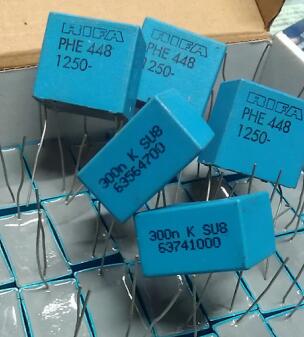 RIFA
PHE 448
1250-
RIFA
PHE 448
1250-
RIFA
PHE 448
1250-
300n K SU8
63564700
300n K SU8
63741000